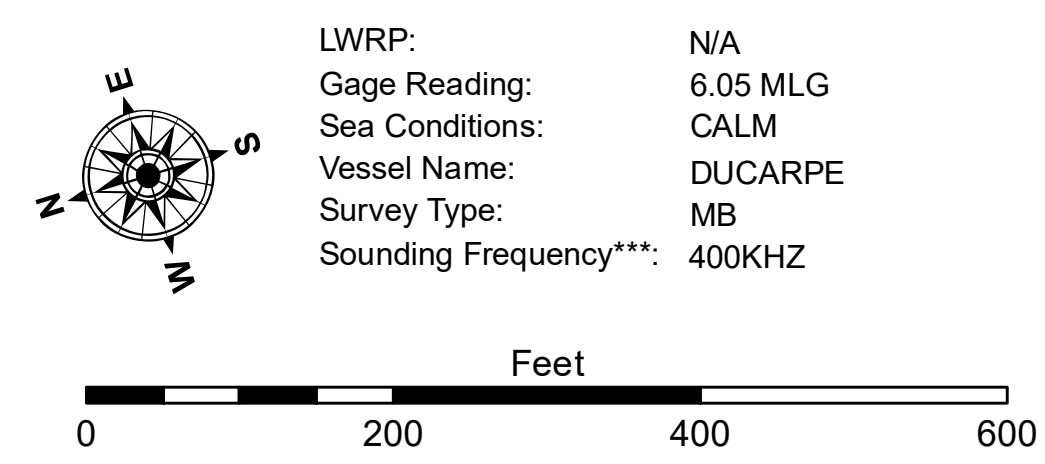 E
S
N
W
LWRP: N/A
Gage Reading: 6.05 MLG
Sea Conditions: CALM
Vessel Name: DUCARPE
Survey Type: MB
Sounding Frequency***: 400KHZ
Feet
0 200 400 600